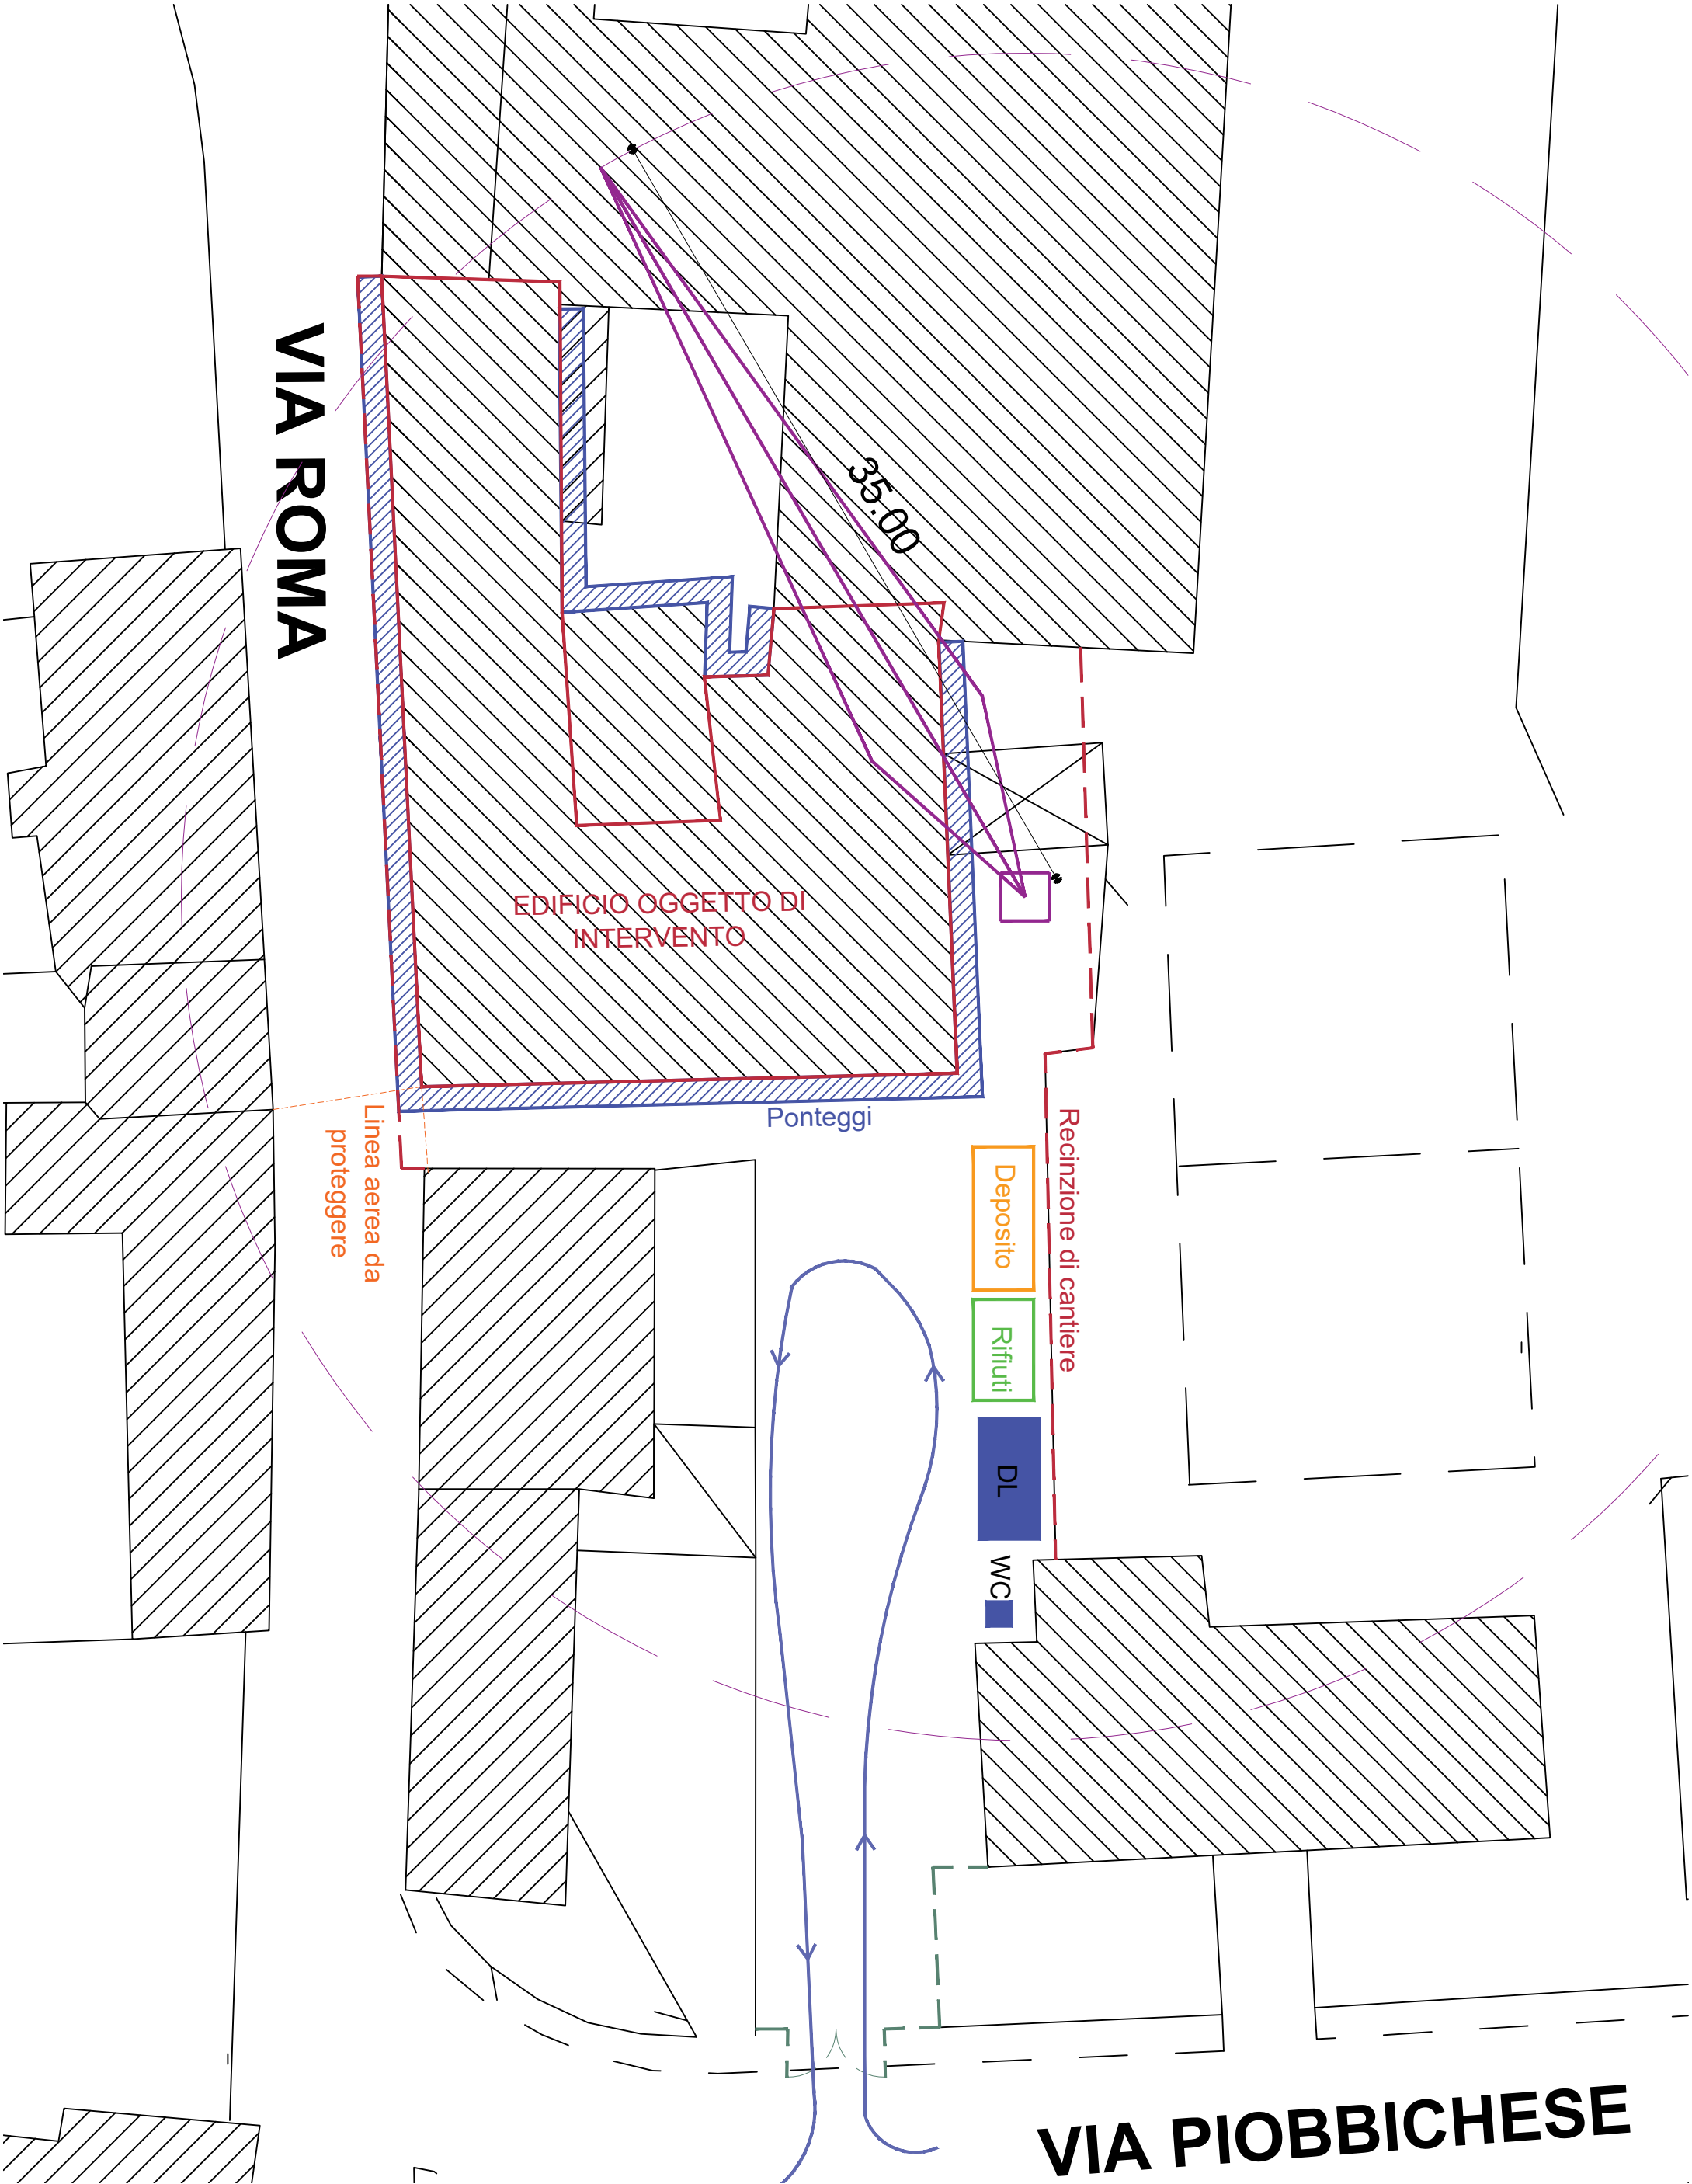 VIA ROMA
35.00
EDIFICIO OGGETTO DI
INTERVENTO
Ponteggi
Linea aerea da
proteggere
Recinzione di cantiere
Deposito
Rifiuti
DL
WC
VIA PIOBBICHESE